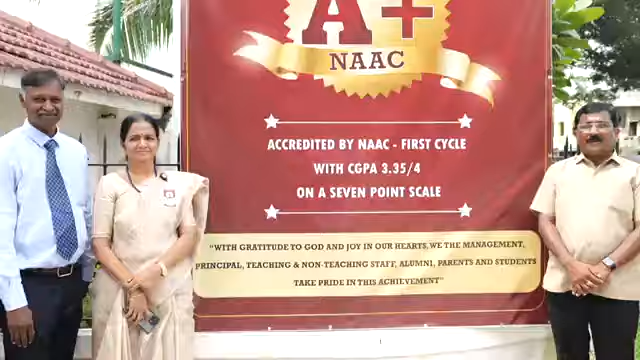 A+
NAAC
ACCREDITED BY NAAC - FIRST CYCLE
WITH CGPA 3.35/4
ON A SEVEN POINT SCALE
"WITH GRATITUDE TO GOD AND JOY IN OUR HEARTS, WE THE MANAGEMENT,
PRINCIPAL, TEACHING & NON-TEACHING STAFF, ALUMNI, PARENTS AND STUDENTS
TAKE PRIDE IN THIS ACHIEVEMENT"